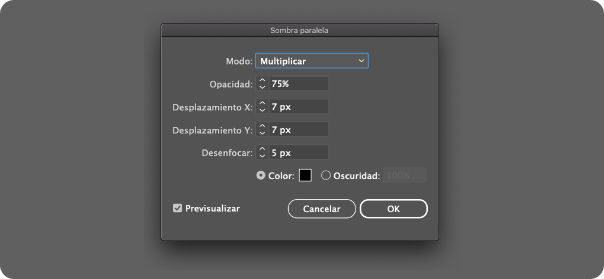 Sombra paralela
Modo: Multiplicar
Opacidad: 75%
Desplazamiento X: 7 px
Desplazamiento Y: 7 px
Desenfocar: 5 px
Color: Oscuridad: 100%
Previsualizar Cancelar OK